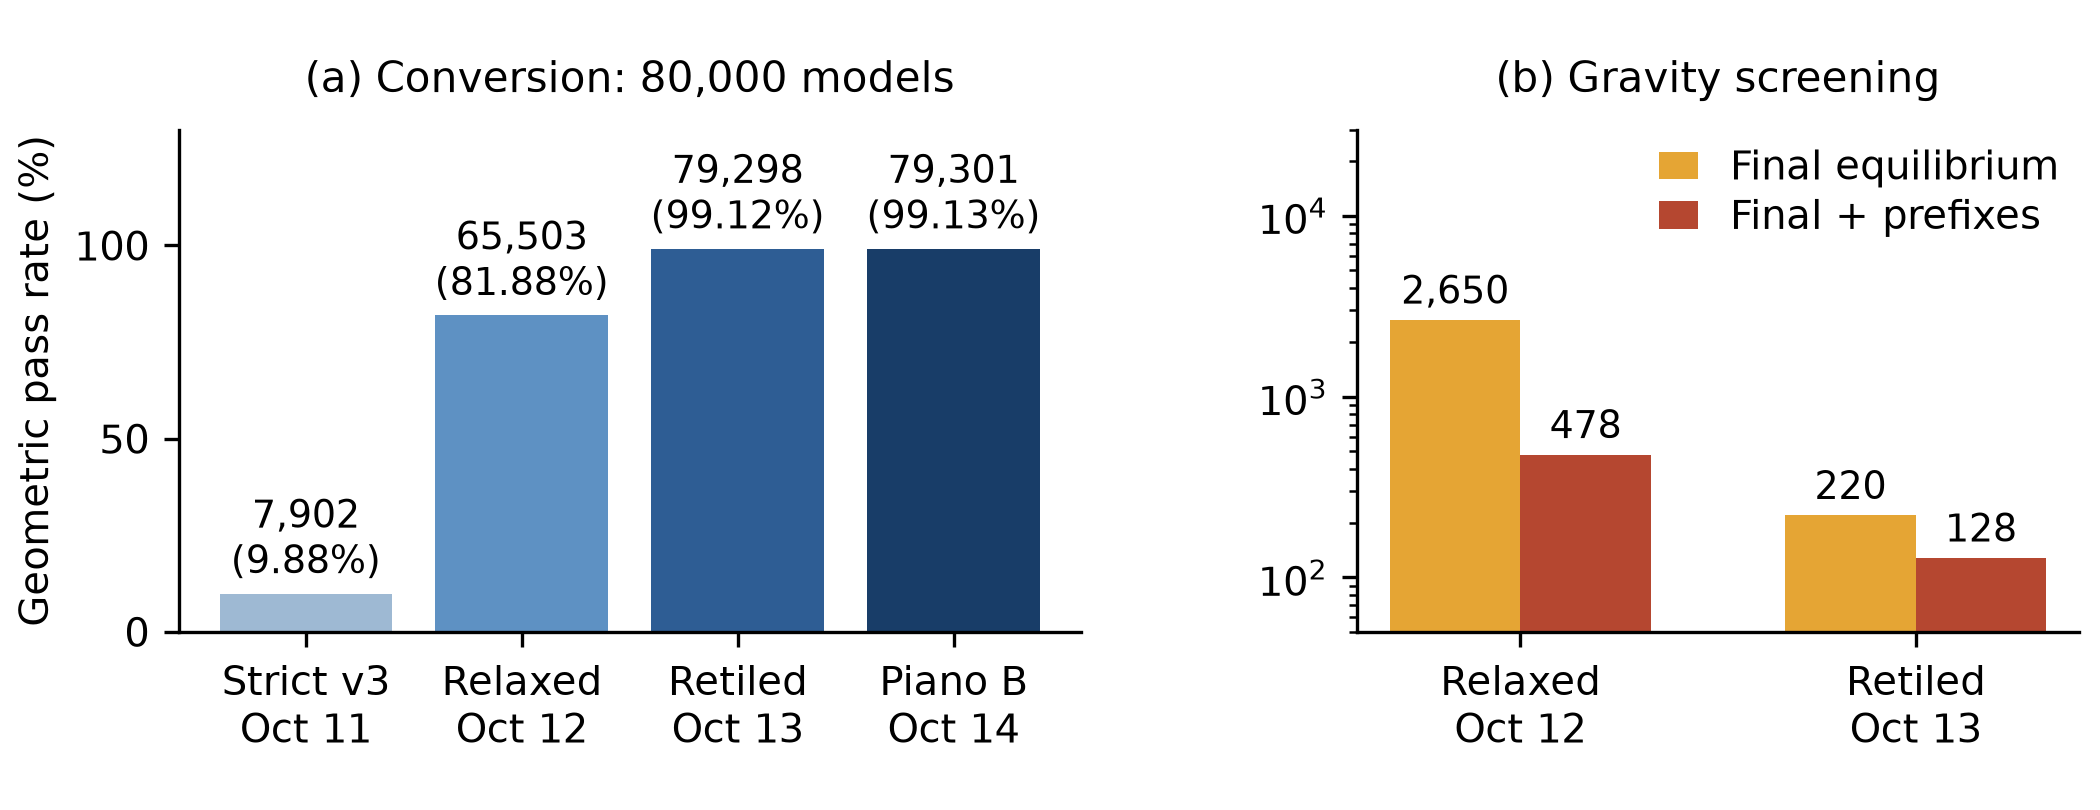 (a) Conversion: 80,000 models
Geometric pass rate (%)
100
50
0
7,902
(9.88%)
65,503
(81.88%)
79,298
(99.12%)
79,301
(99.13%)
Strict v3
Oct 11
Relaxed
Oct 12
Retiled
Oct 13
Piano B
Oct 14
(b) Gravity screening
Final equilibrium
Final + prefixes
10⁴
10³
10²
2,650
478
220
128
Relaxed
Oct 12
Retiled
Oct 13